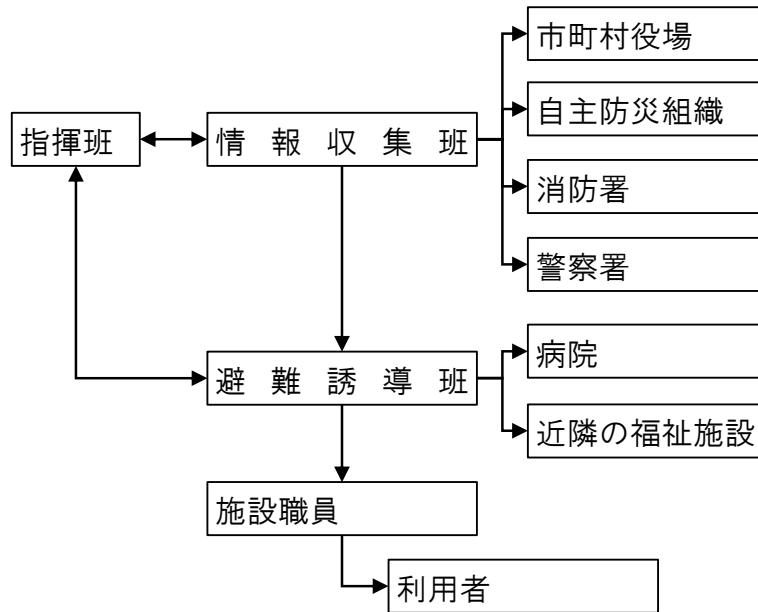 市町村役場
自主防災組織
指揮班
情報収集班
消防署
警察署
病院
避難誘導班
近隣の福祉施設
施設職員
利用者